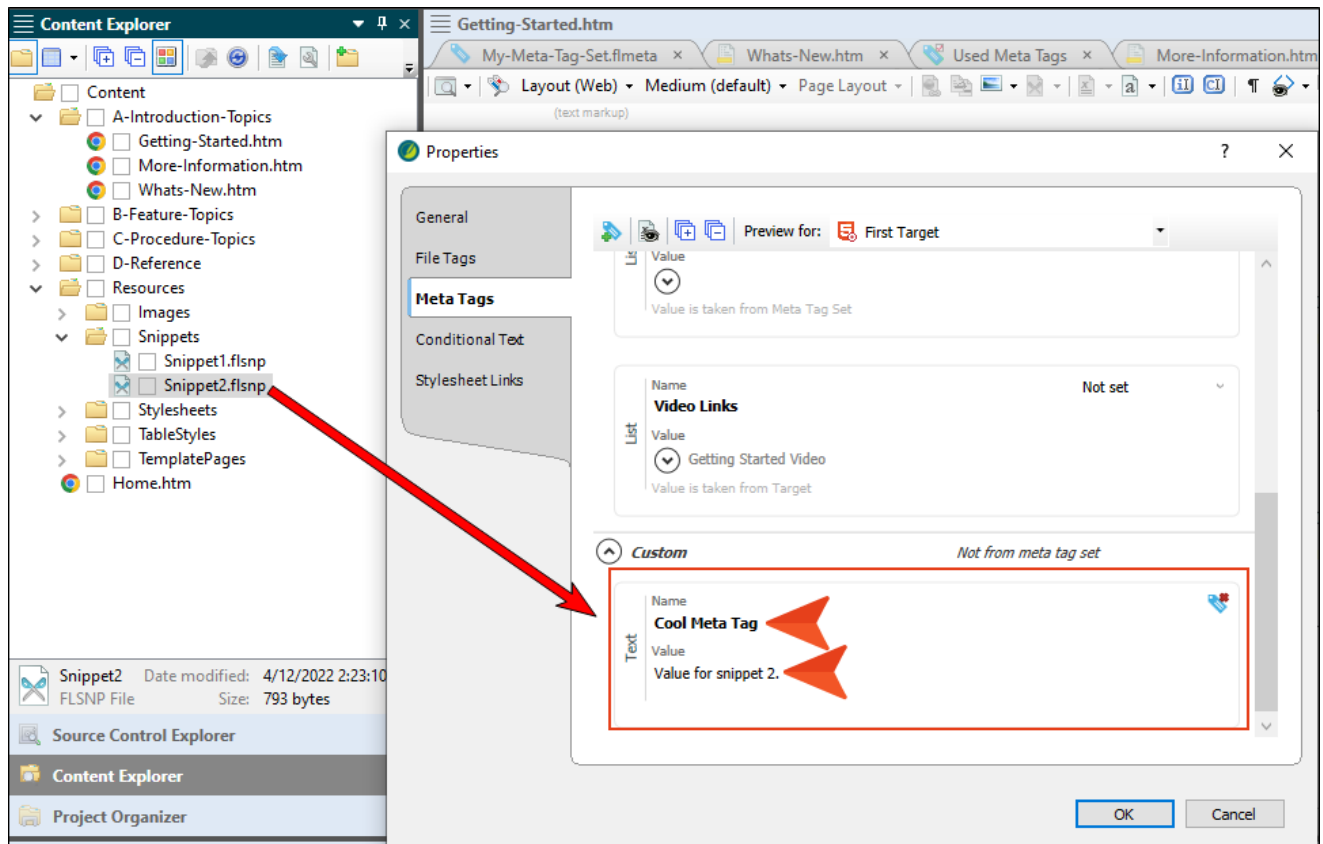 Content Explorer
Getting-Started.htm
My-Meta-Tag-Set.flmeta
Whats-New.htm
Used Meta Tags
More-Information.htm
Layout (Web)
Medium (default)
Page Layout
(text markup)
Content
A-Introduction-Topics
Getting-Started.htm
More-Information.htm
Whats-New.htm
B-Feature-Topics
C-Procedure-Topics
D-Reference
Resources
Images
Snippets
Snippet1.flsnp
Snippet2.flsnp
Stylesheets
TableStyles
TemplatePages
Home.htm
Snippet2 Date modified: 4/12/2022 2:23:10
FLSNP File Size: 793 bytes
Source Control Explorer
Content Explorer
Project Organizer
Properties
General
File Tags
Meta Tags
Conditional Text
Stylesheet Links
Preview for: First Target
Value
Value is taken from Meta Tag Set
List
Name
Not set
Video Links
Value
Getting Started Video
Value is taken from Target
Custom
Not from meta tag set
Text
Name
Cool Meta Tag
Value
Value for snippet 2.
OK
Cancel